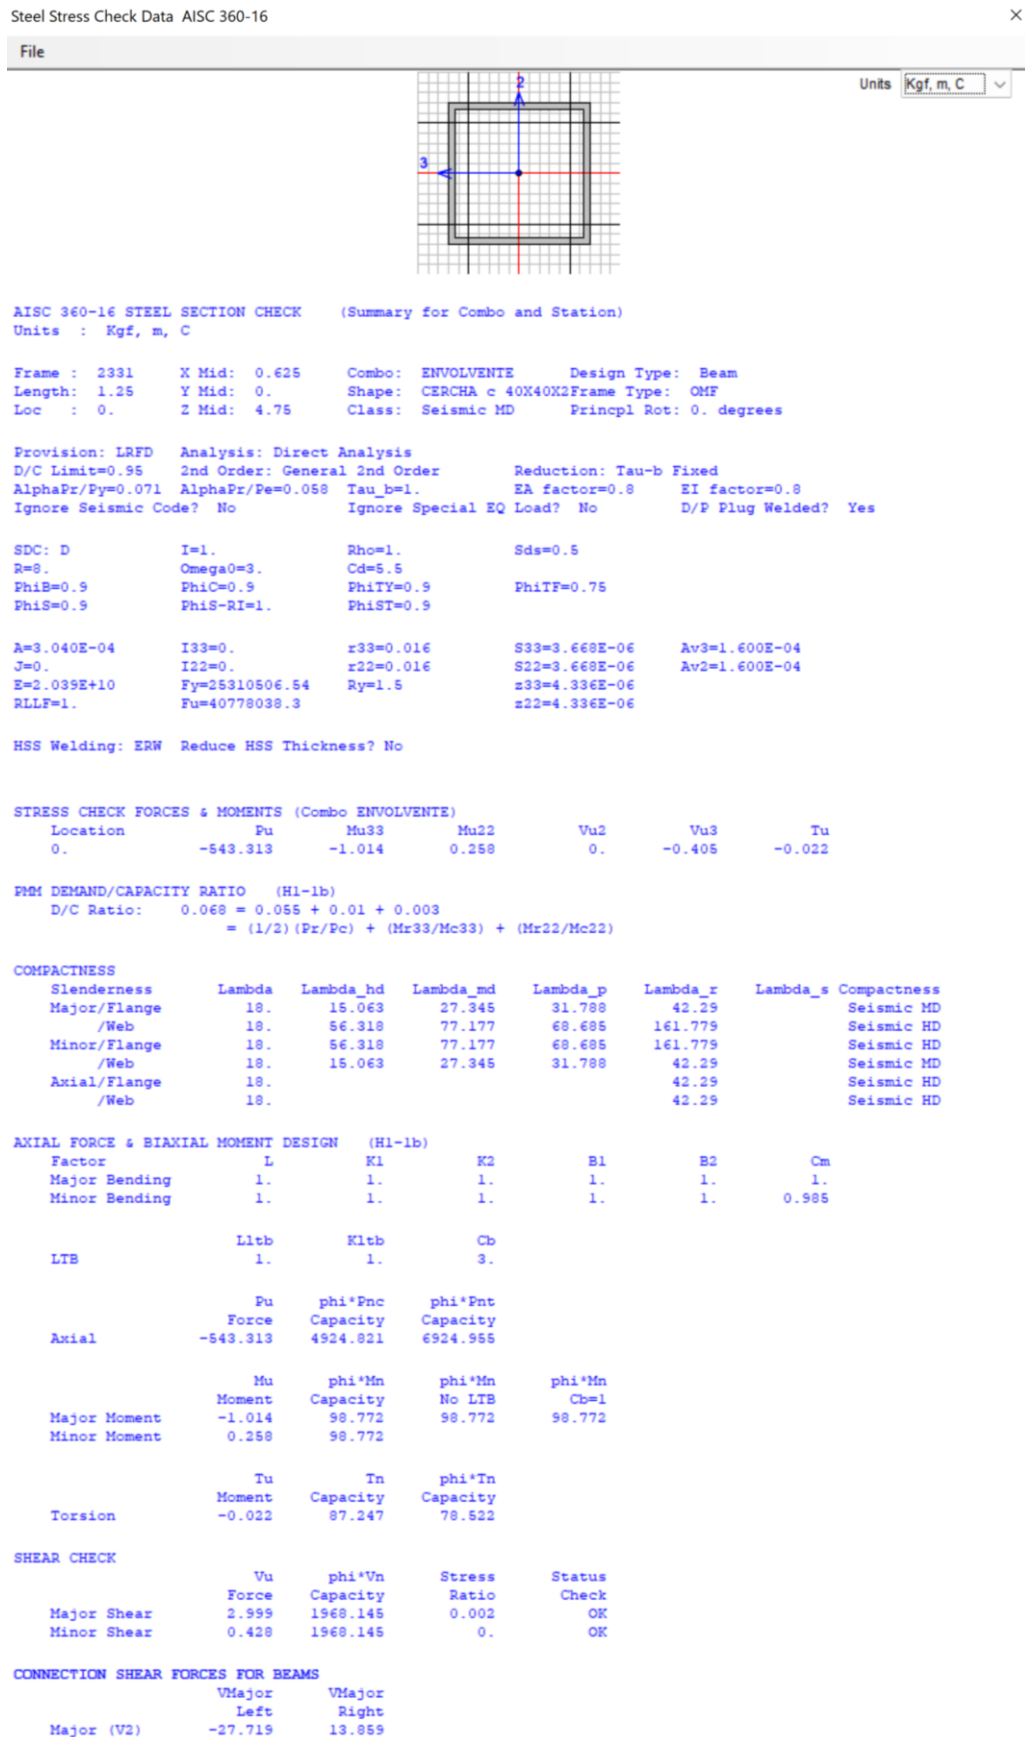 Steel Stress Check Data AISC 360-16
File
Units Kgf, m, C
2
3
AISC 360-16 STEEL SECTION CHECK (Summary for Combo and Station)
Units : Kgf, m, C
Frame : 2331 X Mid: 0.625 Combo: ENVOLVENTE Design Type: Beam
Length: 1.25 Y Mid: 0. Shape: CERCHA c 40X40X2Frame Type: OMF
Loc : 0. Z Mid: 4.75 Class: Seismic MD Princpl Rot: 0. degrees
Provision: LRFD Analysis: Direct Analysis
D/C Limit=0.95 2nd Order: General 2nd Order Reduction: Tau-b Fixed
AlphaPr/Py=0.071 AlphaPr/Pe=0.058 Tau_b=1. EA factor=0.8 EI factor=0.8
Ignore Seismic Code? No Ignore Special EQ Load? No D/P Plug Welded? Yes
SDC: D I=1. Rho=1. Sds=0.5
R=8. Omega0=3. Cd=5.5
PhiB=0.9 PhiC=0.9 PhiTY=0.9 PhiTF=0.75
PhiS=0.9 PhiS-RI=1. PhiST=0.9
A=3.040E-04 I33=0. r33=0.016 S33=3.668E-06 Av3=1.600E-04
J=0. I22=0. r22=0.016 S22=3.668E-06 Av2=1.600E-04
E=2.039E+10 Fy=25310506.54 Ry=1.5 z33=4.336E-06
RLLF=1. Fu=40778038.3 z22=4.336E-06
HSS Welding: ERW Reduce HSS Thickness? No
STRESS CHECK FORCES & MOMENTS (Combo ENVOLVENTE)
Location Pu Mu33 Mu22 Vu2 Vu3 Tu
0. -543.313 -1.014 0.258 0. -0.405 -0.022
PMM DEMAND/CAPACITY RATIO (H1-1b)
D/C Ratio: 0.068 = 0.055 + 0.01 + 0.003
= (1/2)(Pr/Pc) + (Mr33/Mc33) + (Mr22/Mc22)
COMPACTNESS
Slenderness Lambda Lambda_hd Lambda_md Lambda_p Lambda_r Lambda_s Compactness
Major/Flange 18. 15.063 27.345 31.788 42.29 Seismic MD
/Web 18. 56.318 77.177 68.685 161.779 Seismic HD
Minor/Flange 18. 56.318 77.177 68.685 161.779 Seismic HD
/Web 18. 15.063 27.345 31.788 42.29 Seismic MD
Axial/Flange 18. 42.29 Seismic HD
/Web 18. 42.29 Seismic HD
AXIAL FORCE & BIAXIAL MOMENT DESIGN (H1-1b)
Factor L K1 K2 B1 B2 Cm
Major Bending 1. 1. 1. 1. 1. 1.
Minor Bending 1. 1. 1. 1. 1. 0.985
Lltb Kltb Cb
LTB 1. 1. 3.
Pu phi*Pnc phi*Pnt
Force Capacity Capacity
Axial -543.313 4924.821 6924.955
Mu phi*Mn phi*Mn phi*Mn
Moment Capacity No LTB Cb=1
Major Moment -1.014 98.772 98.772 98.772
Minor Moment 0.258 98.772
Tu Tn phi*Tn
Moment Capacity Capacity
Torsion -0.022 87.247 78.522
SHEAR CHECK
Vu phi*Vn Stress Status
Force Capacity Ratio Check
Major Shear 2.999 1968.145 0.002 OK
Minor Shear 0.428 1968.145 0. OK
CONNECTION SHEAR FORCES FOR BEAMS
VMajor VMajor
Left Right
Major (V2) -27.719 13.859